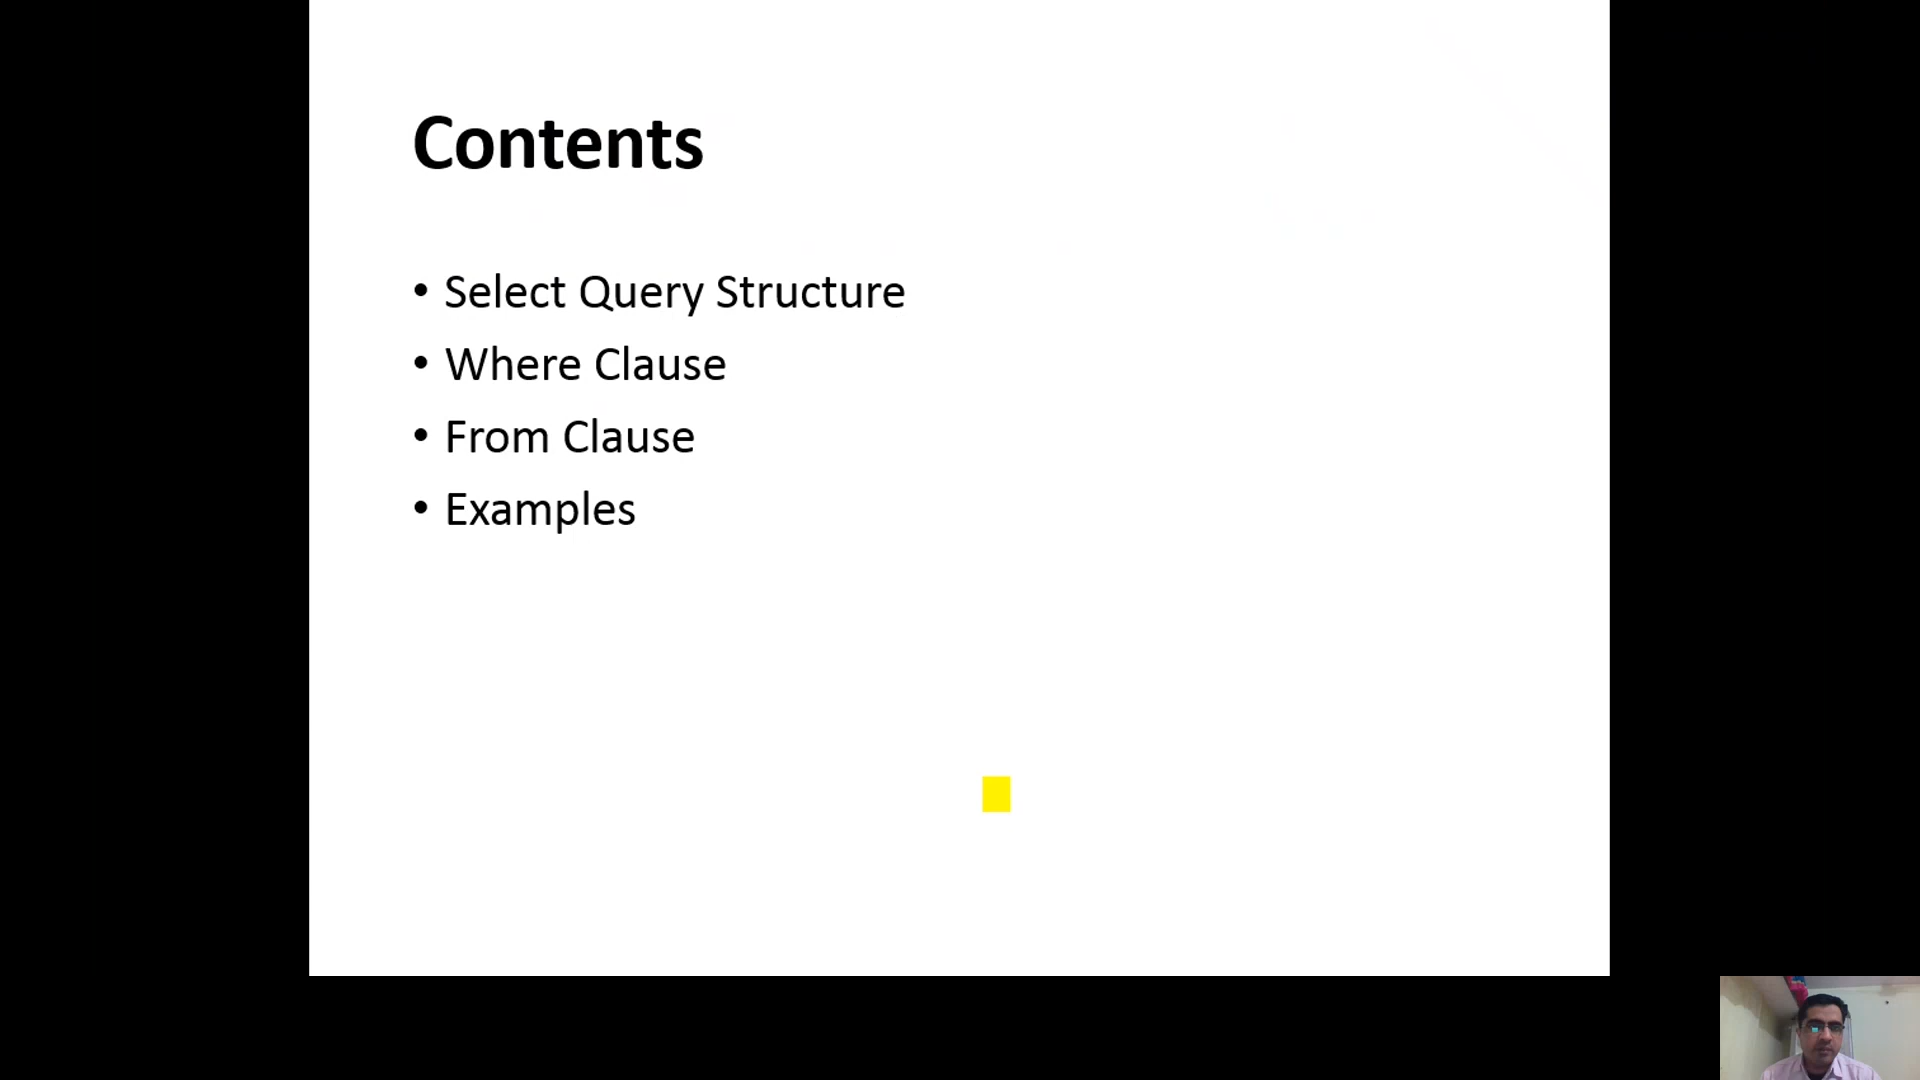 Contents
• Select Query Structure
• Where Clause
• From Clause
• Examples